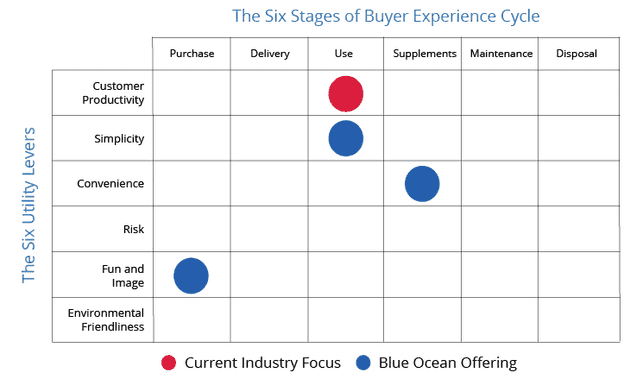 The Six Stages of Buyer Experience Cycle
Purchase Delivery Use Supplements Maintenance Disposal
The Six Utility Levers
Customer
Productivity
Simplicity
Convenience
Risk
Fun and
Image
Environmental
Friendliness
Current Industry Focus Blue Ocean Offering